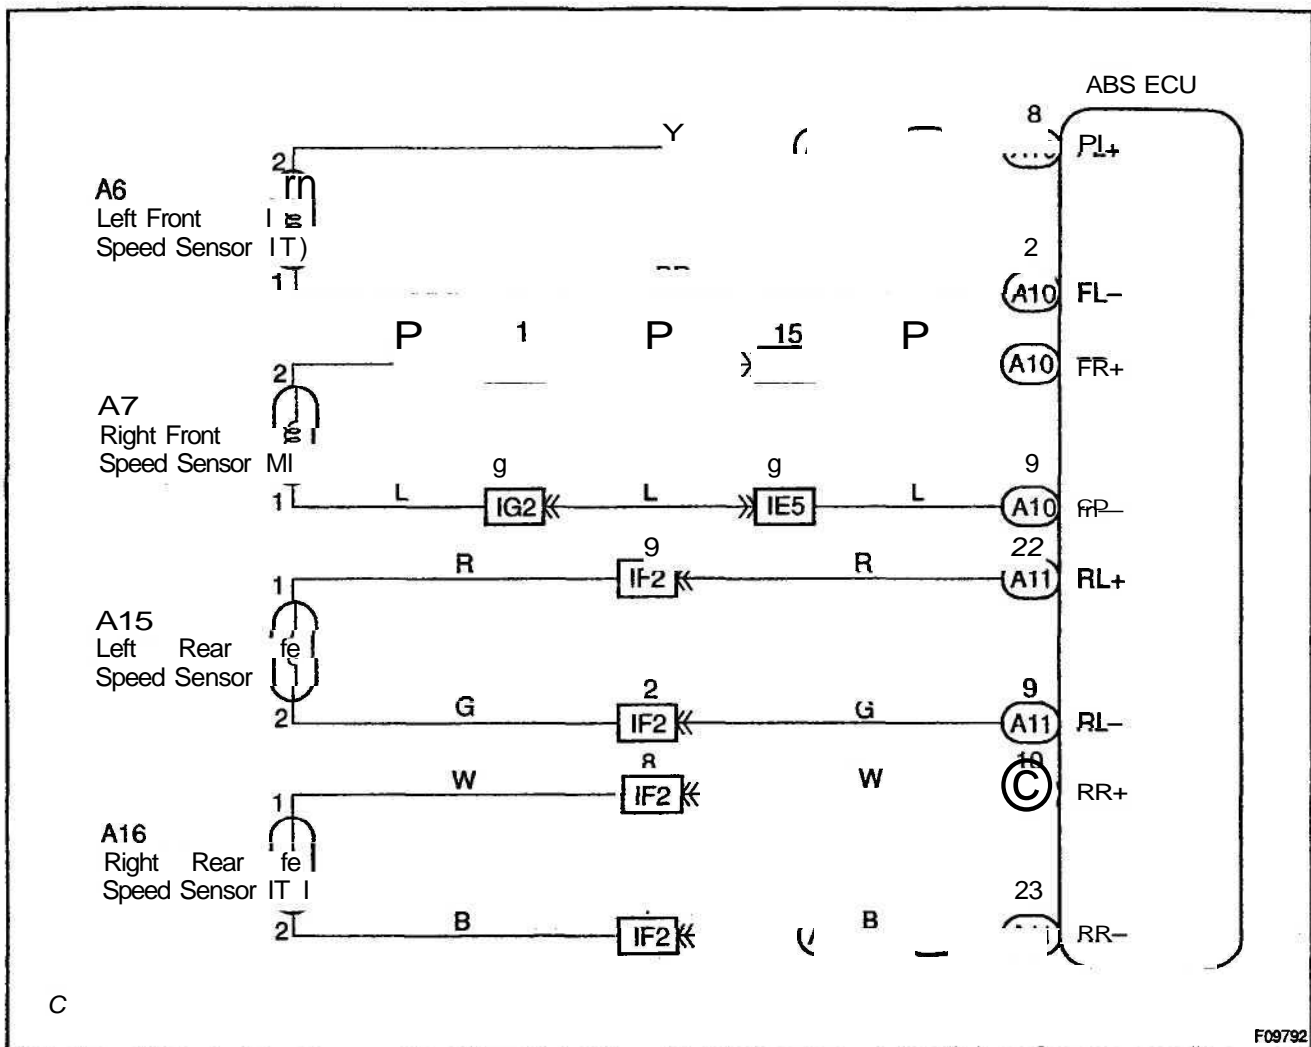 ABS ECU
8
Y
2
A6
Left Front
Speed Sensor
1
2
A10 FL–
P 1 P 15 P
2
A10 FR+
A7
Right Front
Speed Sensor
g g 9
1 L IG2 L IE5 L A10
9 22
1 R IF2 R A11 RL+
A15
Left Rear
Speed Sensor
2 9
2 G IF2 G A11 RL–
8 10
1 W IF2 W C RR+
A16
Right Rear
Speed Sensor
23
2 B IF2 B RR–
C
F09792